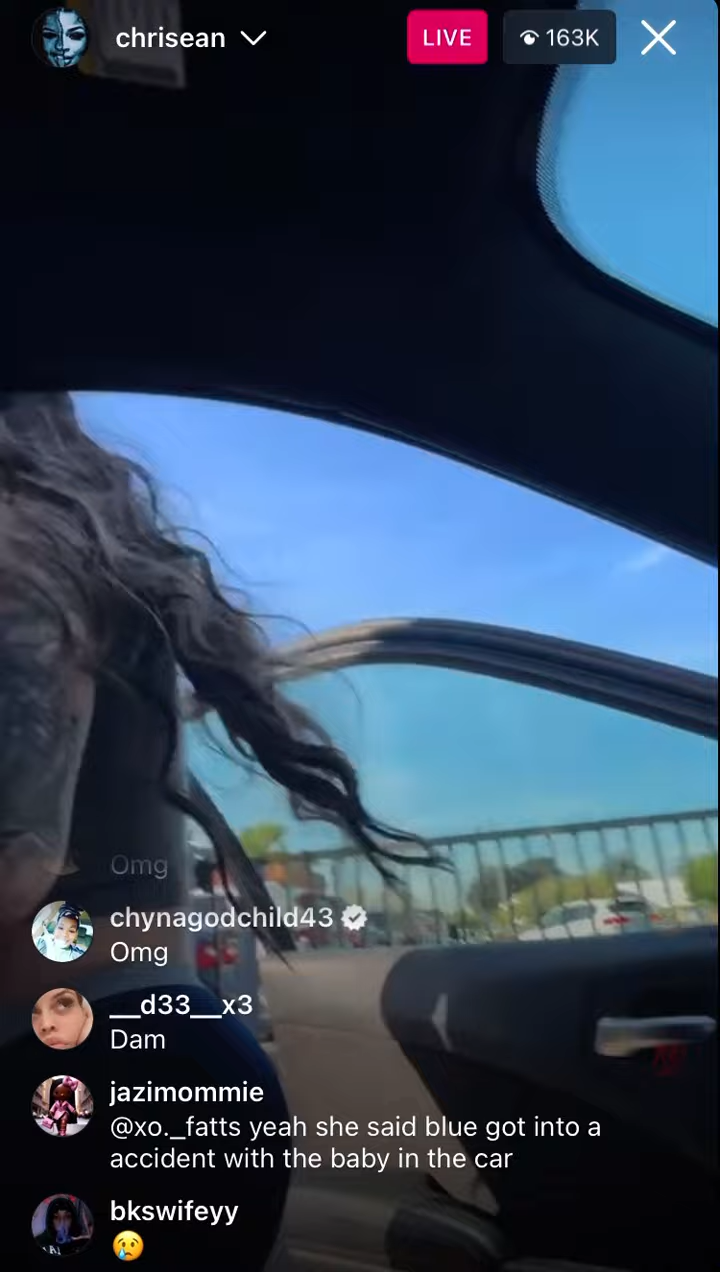 chrisean
LIVE
163K
Omg
chynagodchild43
Omg
__d33__x3
Dam
jazimommie
@xo._fatts yeah she said blue got into a
accident with the baby in the car
bkswifeyy
😢